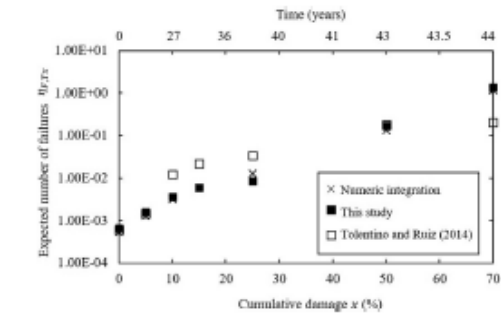 Time (years)
0 27 36 40 41 43 43.5 44
1.00E+01
1.00E+00
1.00E-01
1.00E-02
1.00E-03
1.00E-04
Expected number of failures ηF,Tx
× Numeric integration
■ This study
□ Tolentino and Ruiz (2014)
0 10 20 30 40 50 60 70
Cumulative damage x (%)